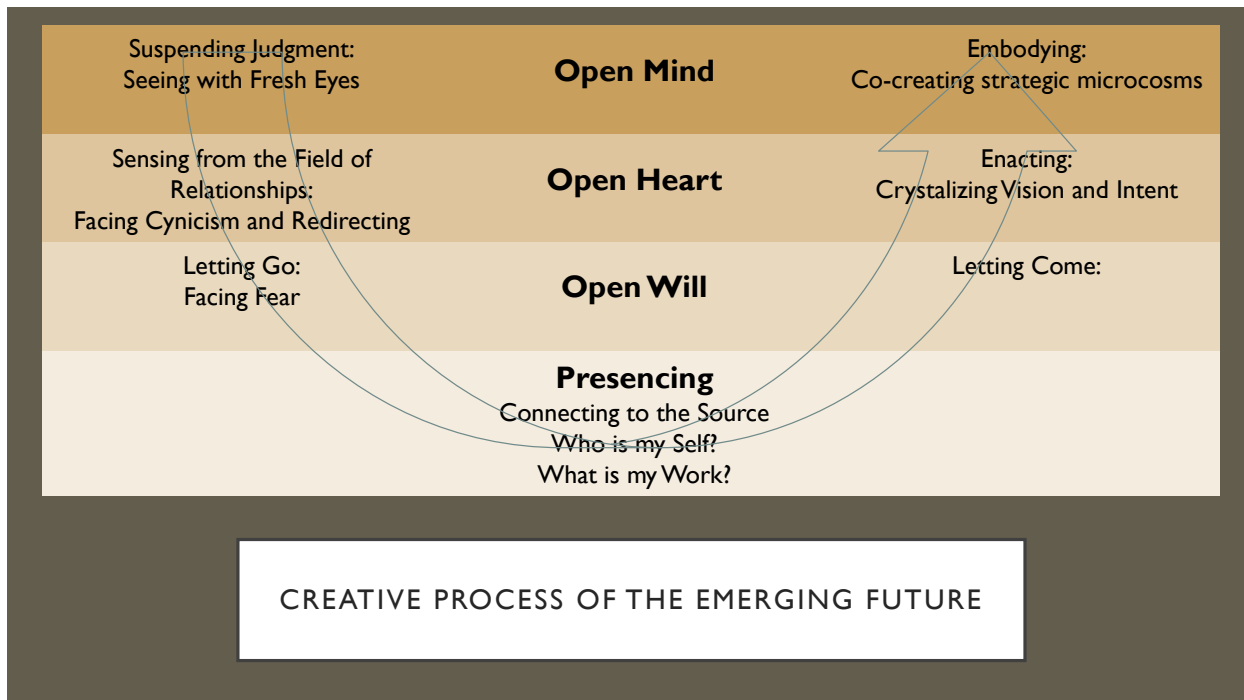 Suspending Judgment:
Seeing with Fresh Eyes
Open Mind
Embodying:
Co-creating strategic microcosms
Sensing from the Field of
Relationships:
Facing Cynicism and Redirecting
Open Heart
Enacting:
Crystalizing Vision and Intent
Letting Go:
Facing Fear
Open Will
Letting Come:
Presencing
Connecting to the Source
Who is my Self?
What is my Work?
CREATIVE PROCESS OF THE EMERGING FUTURE